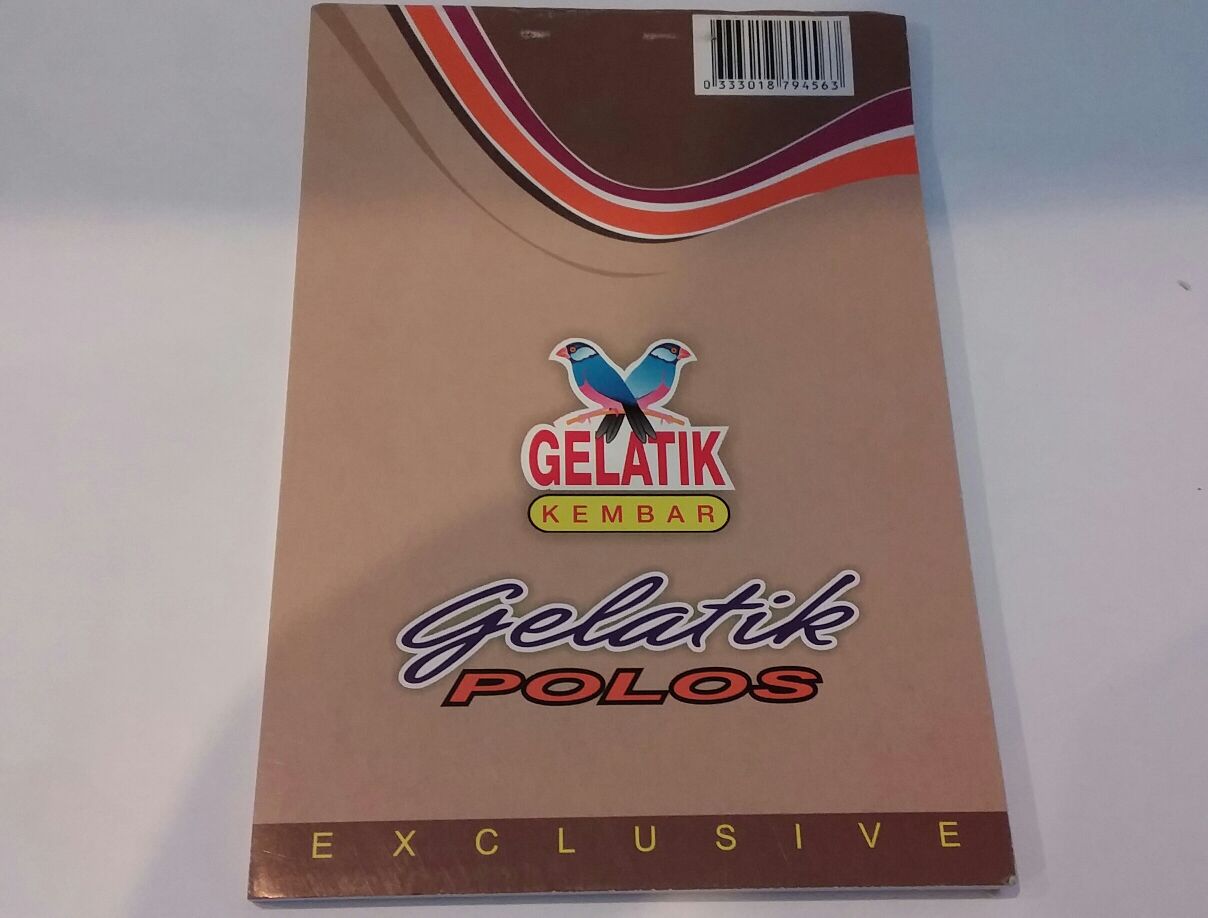 0 333018 794563
GELATIK
KEMBAR
Gelatik
POLOS
EXCLUSIVE